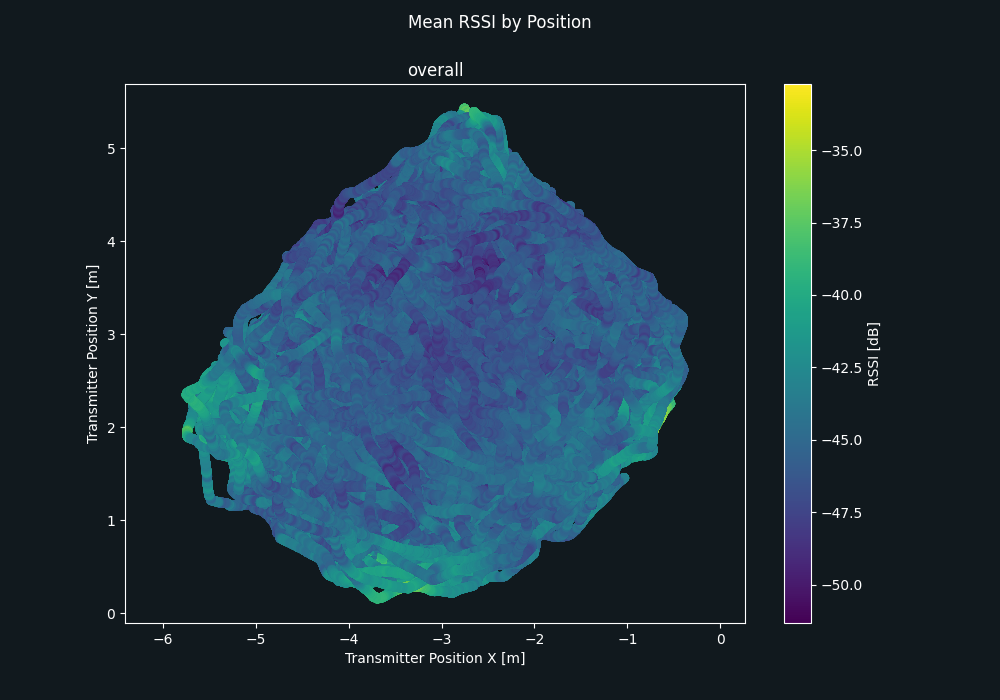 Mean RSSI by Position
overall
Transmitter Position Y [m]
5
4
3
2
1
0
−6 −5 −4 −3 −2 −1 0
Transmitter Position X [m]
−35.0
−37.5
−40.0
−42.5
−45.0
−47.5
−50.0
RSSI [dB]